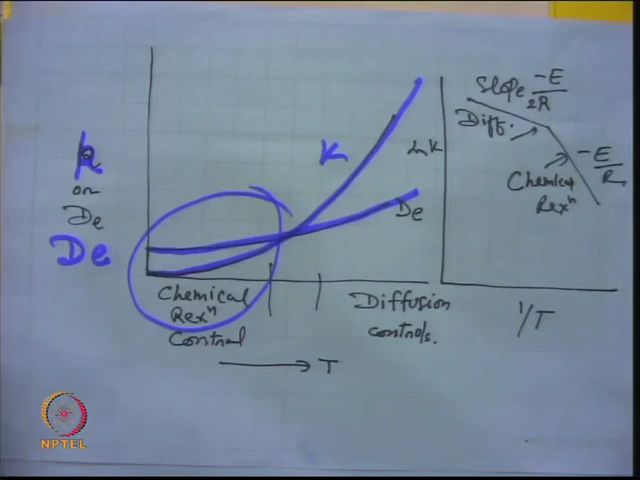 k
or
De
De
k
De
Chemical
Rexⁿ
Control
Diffusion
controls.
→ T
ln k
Slope -E/2R
Diff.
-E/R
Chemical
Rexⁿ
1/T
NPTEL